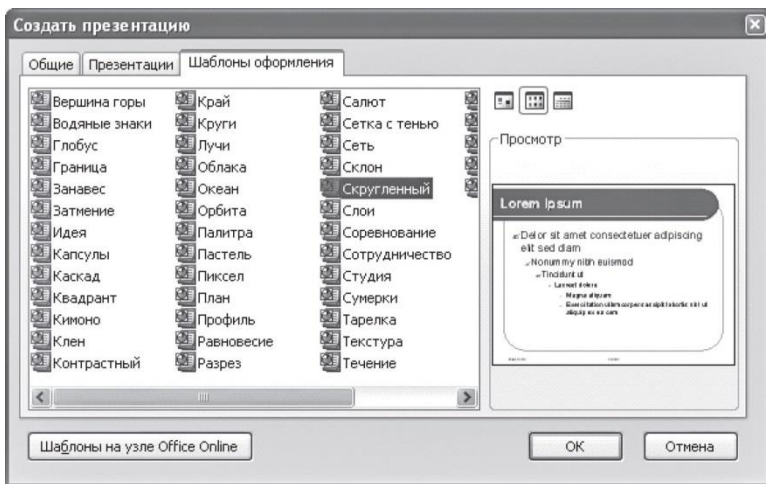 Создать презентацию
Общие Презентации Шаблоны оформления
Вершина горы
Водяные знаки
Глобус
Граница
Занавес
Затмение
Идея
Капсулы
Каскад
Квадрант
Кимоно
Клен
Контрастный
Край
Круги
Лучи
Облака
Океан
Орбита
Палитра
Пастель
Пиксел
План
Профиль
Равновесие
Разрез
Салют
Сетка с тенью
Сеть
Склон
Скругленный
Слои
Соревнование
Сотрудничество
Студия
Сумерки
Тарелка
Текстура
Течение
Просмотр
Lorem Ipsum
Delor sit amet consectetuer adipiscing
elit sed diam
Nonummy nibh euismod
Tincidunt ut
Laoreet dolore
Magna aliquam
Шаблоны на узле Office Online
ОК
Отмена